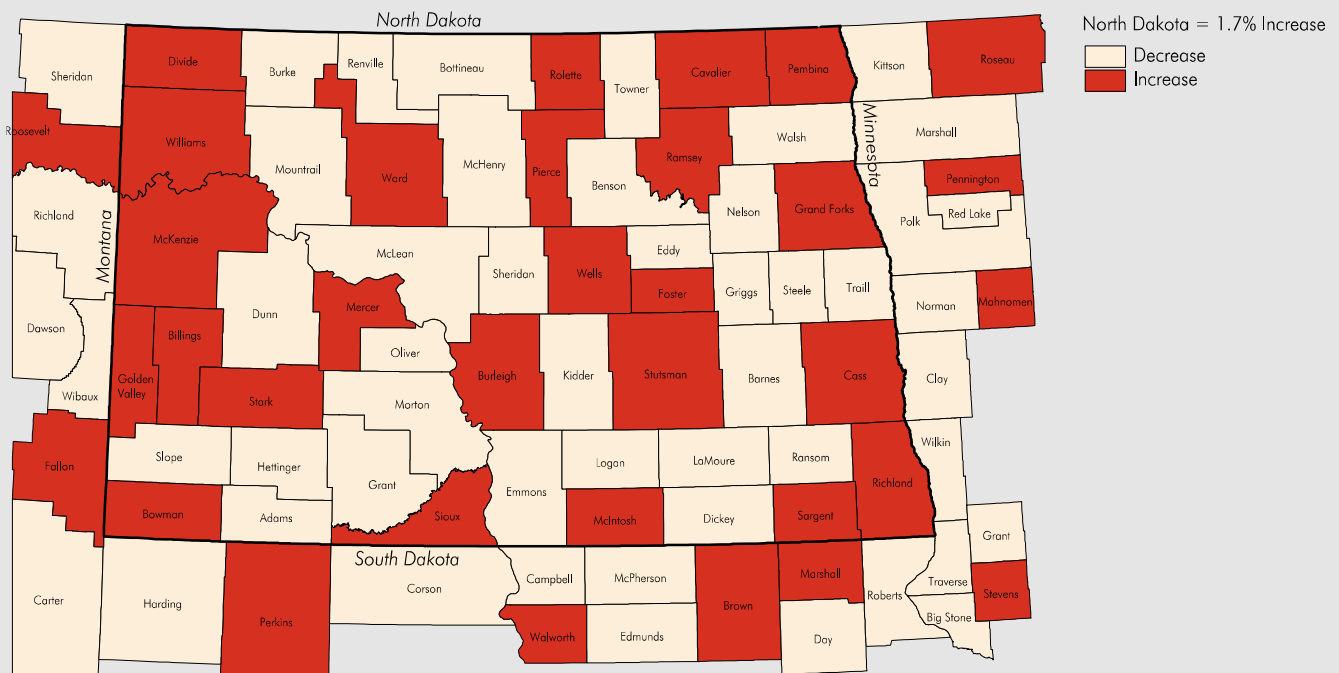 North Dakota
North Dakota = 1.7% Increase
Decrease
Increase
Sheridan
Divide
Burke
Renville
Bottineau
Rolette
Towner
Cavalier
Pembina
Kittson
Roseau
Roosevelt
Williams
Mountrail
Ward
McHenry
Pierce
Benson
Ramsey
Walsh
Minnesota
Marshall
Pennington
Red Lake
Polk
Richland
Montana
McKenzie
McLean
Sheridan
Wells
Eddy
Foster
Nelson
Grand Forks
Griggs
Steele
Traill
Norman
Mahnomen
Dawson
Wibaux
Golden
Valley
Billings
Dunn
Mercer
Oliver
Stark
Morton
Burleigh
Kidder
Stutsman
Barnes
Cass
Clay
Fallon
Slope
Hettinger
Grant
Emmons
Logan
LaMoure
Ransom
Richland
Wilkin
Bowman
Adams
Sioux
McIntosh
Dickey
Sargent
Grant
South Dakota
Carter
Harding
Perkins
Corson
Campbell
McPherson
Brown
Marshall
Roberts
Traverse
Stevens
Big Stone
Walworth
Edmunds
Day